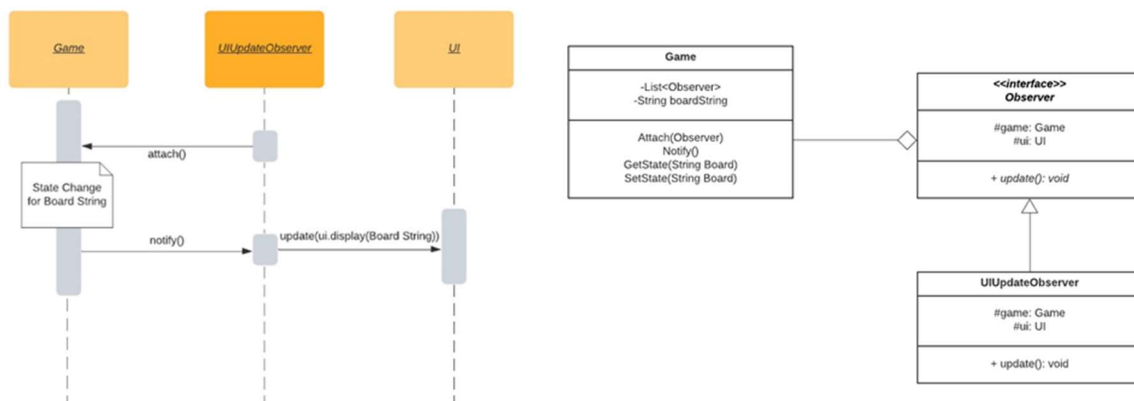 Game
UIUpdateObserver
UI
attach()
State Change
for Board String
notify()
update(ui.display(Board String))
Game
-List<Observer>
-String boardString
Attach(Observer)
Notify()
GetState(String Board)
SetState(String Board)
<<interface>>
Observer
#game: Game
#ui: UI
+ update(): void
UIUpdateObserver
#game: Game
#ui: UI
+ update(): void